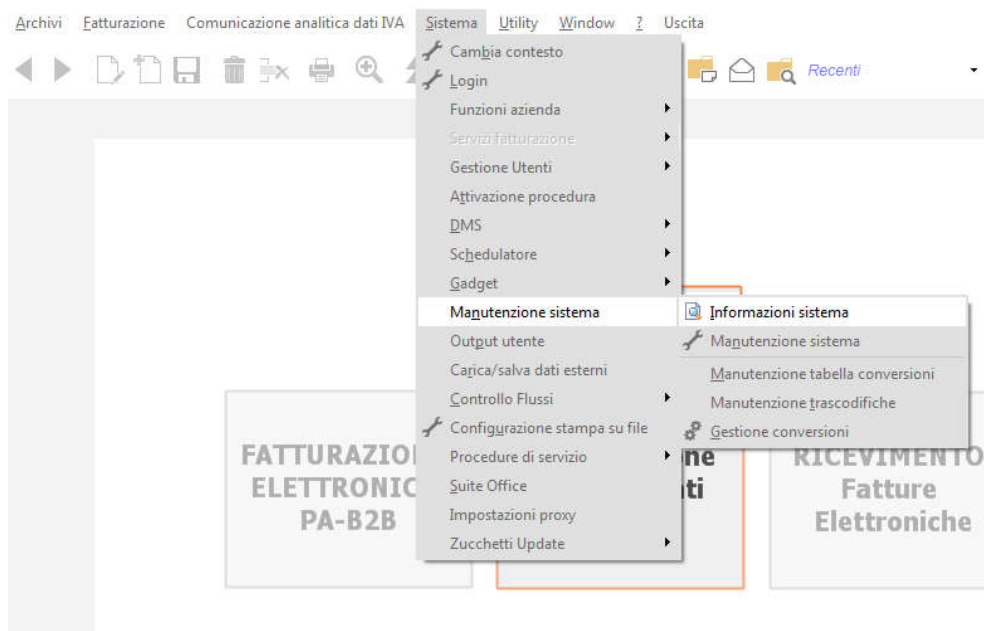 Archivi Fatturazione Comunicazione analitica dati IVA Sistema Utility Window ? Uscita
Recenti
Cambia contesto
Login
Funzioni azienda
Servizi fatturazione
Gestione Utenti
Attivazione procedura
DMS
Schedulatore
Gadget
Manutenzione sistema
Output utente
Carica/salva dati esterni
Controllo Flussi
Configurazione stampa su file
Procedure di servizio
Suite Office
Impostazioni proxy
Zucchetti Update
Informazioni sistema
Manutenzione sistema
Manutenzione tabella conversioni
Manutenzione trascodifiche
Gestione conversioni
FATTURAZIO
ELETTRONIC
PA-B2B
ne
ti
RICEVIMENTO
Fatture
Elettroniche